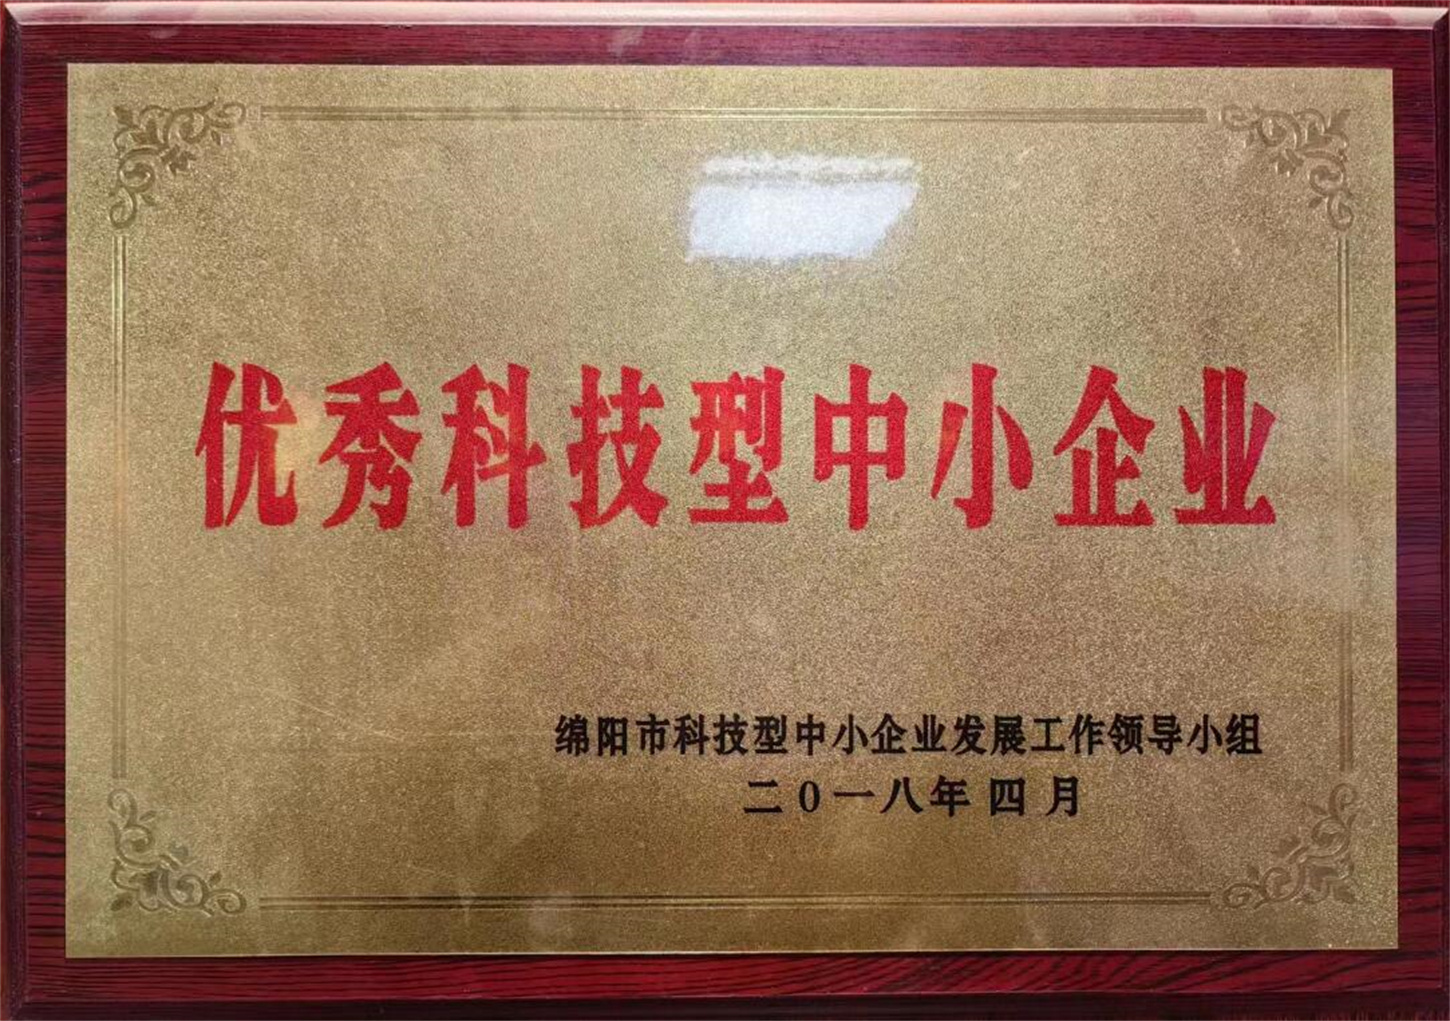 优秀科技型中小企业
绵阳市科技型中小企业发展工作领导小组
二0一八年四月